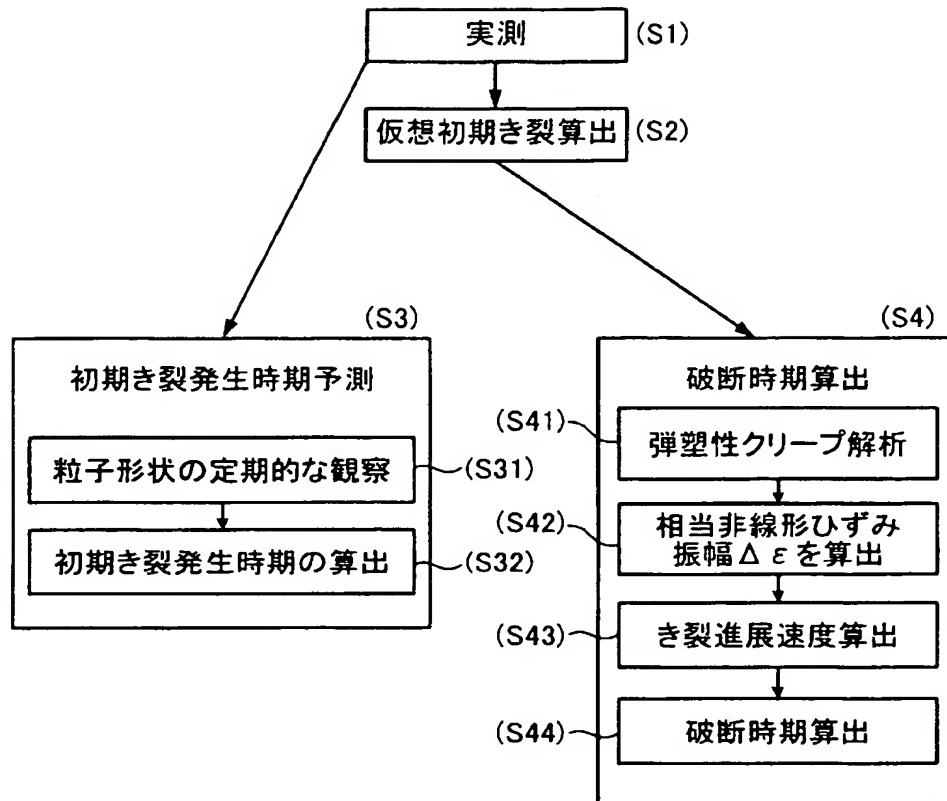 実測 (S1)
仮想初期き裂算出 (S2)
(S3)
初期き裂発生時期予測
粒子形状の定期的な観察 (S31)
初期き裂発生時期の算出 (S32)
(S4)
破断時期算出
(S41) 弾塑性クリープ解析
(S42) 相当非線形ひずみ
振幅Δεを算出
(S43) き裂進展速度算出
(S44) 破断時期算出